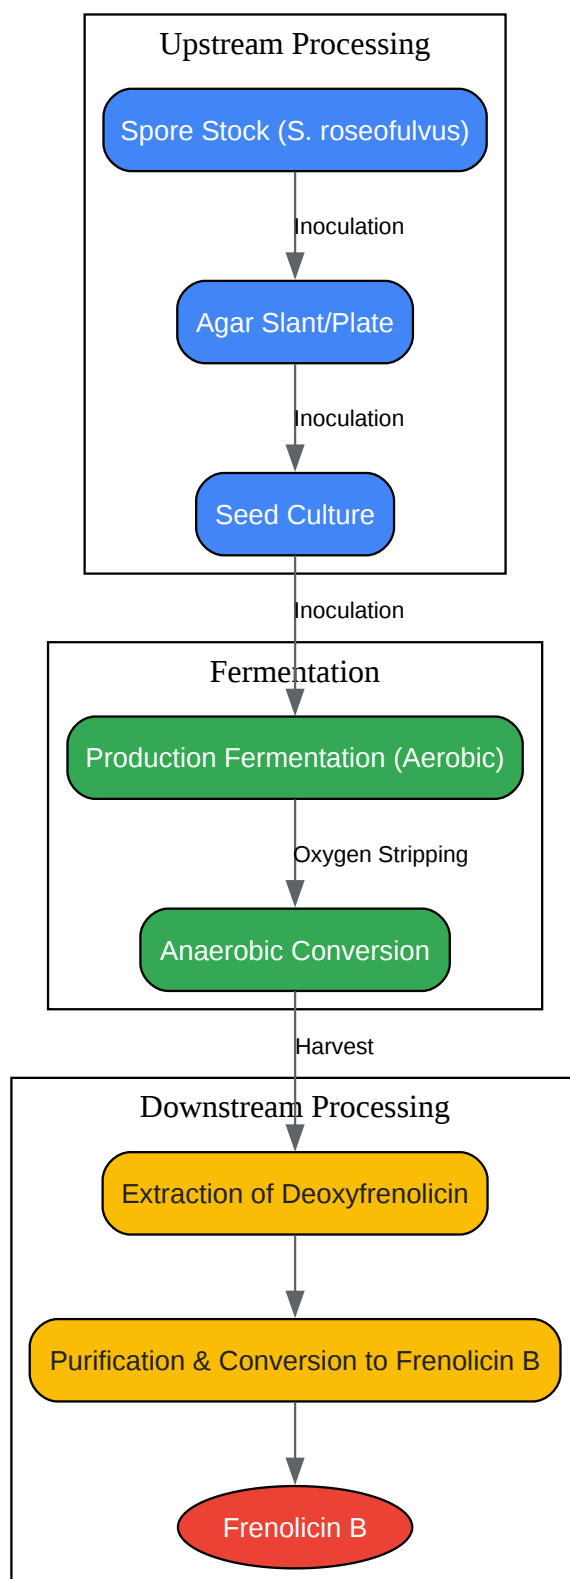 Upstream Processing
Spore Stock (S. roseofulvus)
Inoculation
Agar Slant/Plate
Inoculation
Seed Culture
Inoculation
Fermentation
Production Fermentation (Aerobic)
Oxygen Stripping
Anaerobic Conversion
Harvest
Downstream Processing
Extraction of Deoxyfrenolicin
Purification & Conversion to Frenolicin B
Frenolicin B